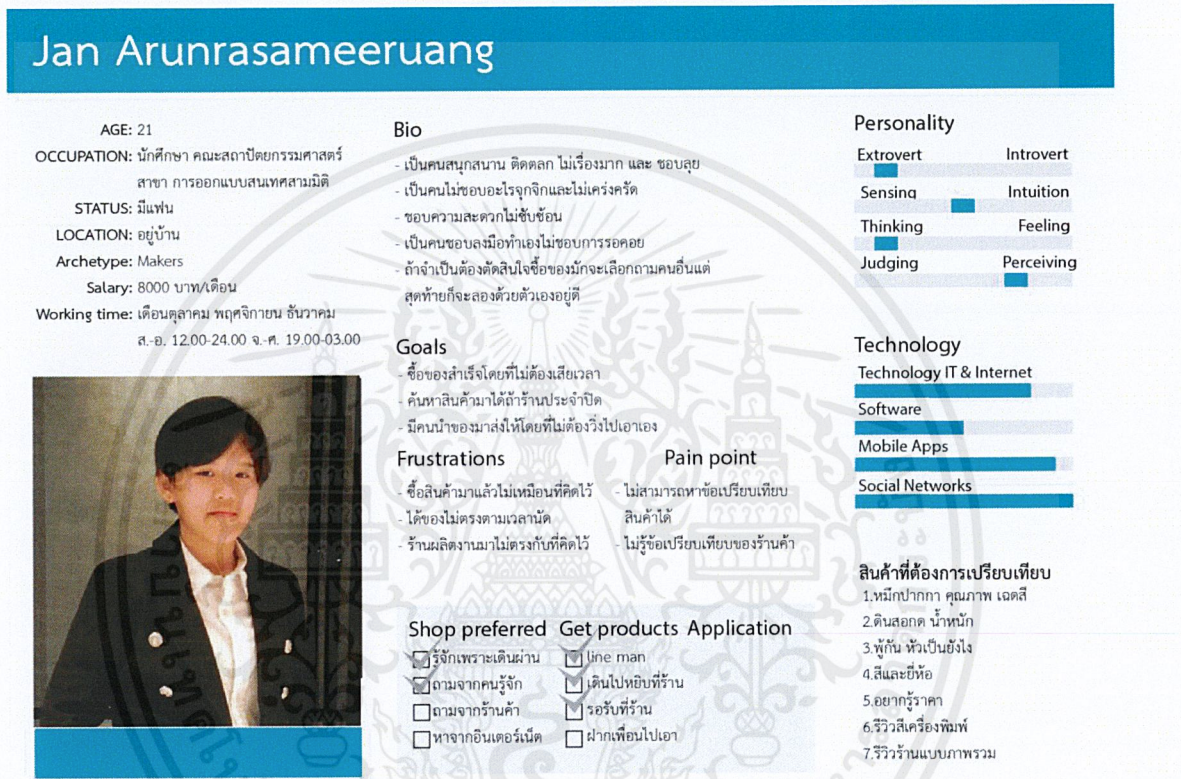 Jan Arunrasameeruang
AGE: 21
OCCUPATION: นักศึกษา คณะสถาปัตยกรรมศาสตร์
สาขา การออกแบบสนเทศสามมิติ
STATUS: มีแฟน
LOCATION: อยู่บ้าน
Archetype: Makers
Salary: 8000 บาท/เดือน
Working time: เดือนตุลาคม พฤศจิกายน ธันวาคม
ส.-อ. 12.00-24.00 จ.-ศ. 19.00-03.00
Bio
- เป็นคนสนุกสนาน ติดตลก ไม่เรื่องมาก และ ชอบลุย
- เป็นคนไม่ชอบอะไรจุกจิกและไม่เคร่งครัด
- ชอบความสะดวกไม่ซับซ้อน
- เป็นคนชอบลงมือทำเองไม่ชอบการรอคอย
- ถ้าจำเป็นต้องตัดสินใจซื้อของมักจะเลือกถามคนอื่นแต่
สุดท้ายก็จะลองด้วยตัวเองอยู่ดี
Goals
- ซื้อของสำเร็จโดยที่ไม่ต้องเสียเวลา
- ค้นหาสินค้ามาได้ถ้าร้านประจำปิด
- มีคนนำของมาส่งให้โดยที่ไม่ต้องวิ่งไปเอาเอง
Frustrations
- ซื้อสินค้ามาแล้วไม่เหมือนที่คิดไว้
- ได้ของไม่ตรงตามเวลานัด
- ร้านผลิตงานมาไม่ตรงกับที่คิดไว้
Pain point
- ไม่สามารถหาข้อเปรียบเทียบ
สินค้าได้
- ไม่รู้ข้อเปรียบเทียบของร้านค้า
Shop preferred Get products Application
รู้จักเพราะเดินผ่าน line man
ถามจากคนรู้จัก เดินไปหยิบที่ร้าน
ถามจากร้านค้า รอรับที่ร้าน
หาจากอินเตอร์เน็ต ฝากเพื่อนไปเอา
Personality
Extrovert Introvert
Sensing Intuition
Thinking Feeling
Judging Perceiving
Technology
Technology IT & Internet
Software
Mobile Apps
Social Networks
สินค้าที่ต้องการเปรียบเทียบ
1.หมึกปากกา คุณภาพ เฉดสี
2.ดินสอกด น้ำหนัก
3.พู่กัน หัวเป็นยังไง
4.สีและยี่ห้อ
5.อยากรู้ราคา
6.รีวิวสีเครื่องพิมพ์
7.รีวิวร้านแบบภาพรวม